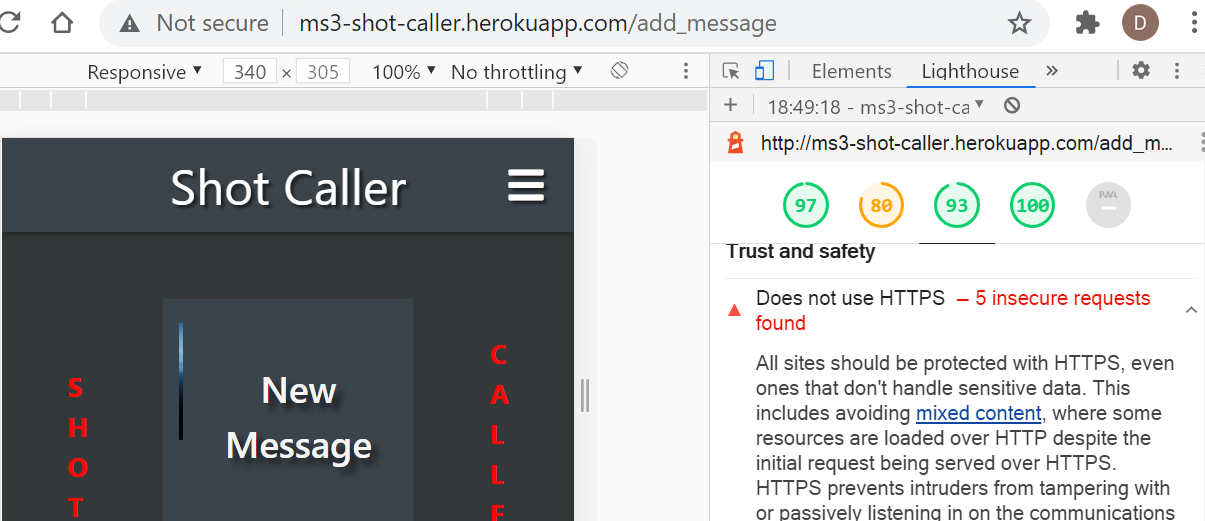 Not secure ms3-shot-caller.herokuapp.com/add_message D
Responsive 340 × 305 100% No throttling
Elements Lighthouse »
18:49:18 - ms3-shot-ca
http://ms3-shot-caller.herokuapp.com/add_m...
97 80 93 100 PWA
Shot Caller
New
Message
S
H
O
T
C
A
L
L
E
Trust and safety
Does not use HTTPS – 5 insecure requests
found
All sites should be protected with HTTPS, even
ones that don't handle sensitive data. This
includes avoiding mixed content, where some
resources are loaded over HTTP despite the
initial request being served over HTTPS.
HTTPS prevents intruders from tampering with
or passively listening in on the communications